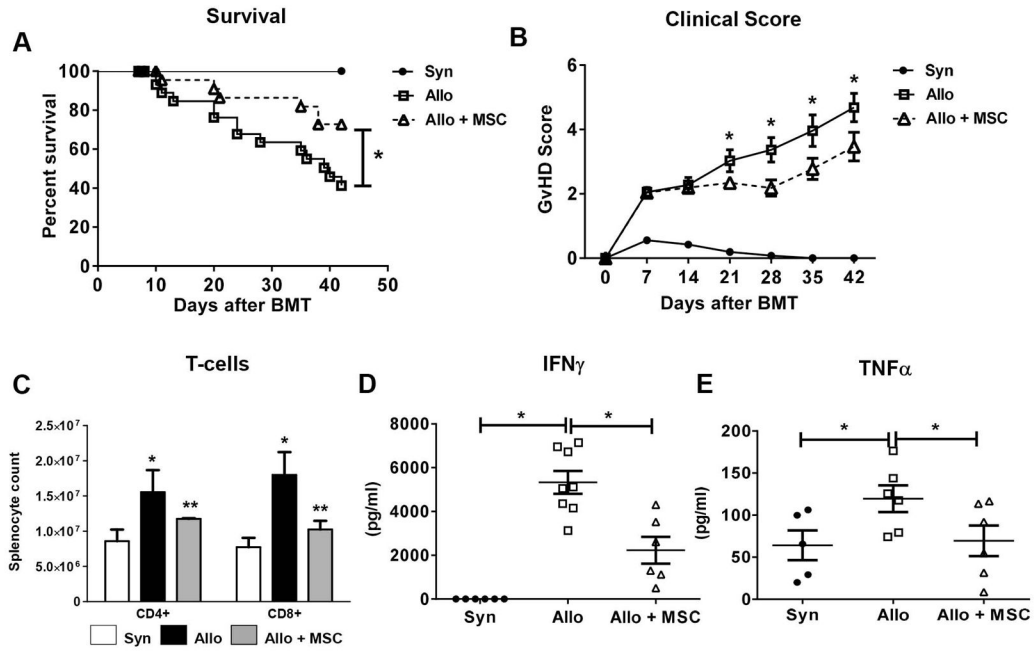 Survival
A
Percent survival
100
80
60
40
20
0
0 10 20 30 40 50
Days after BMT
Syn
Allo
Allo + MSC
*
Clinical Score
B
GvHD Score
6
4
2
0
0 7 14 21 28 35 42
Days after BMT
* * * *
Syn
Allo
Allo + MSC
T-cells
C
Splenocyte count
2.5×10⁷
2.0×10⁷
1.5×10⁷
1.0×10⁷
5.0×10⁶
* ** * **
CD4+ CD8+
Syn Allo Allo + MSC
IFNγ
D
(pg/ml)
8000
6000
4000
2000
0
* *
Syn Allo Allo + MSC
TNFα
E
(pg/ml)
200
150
100
50
0
* *
Syn Allo Allo + MSC